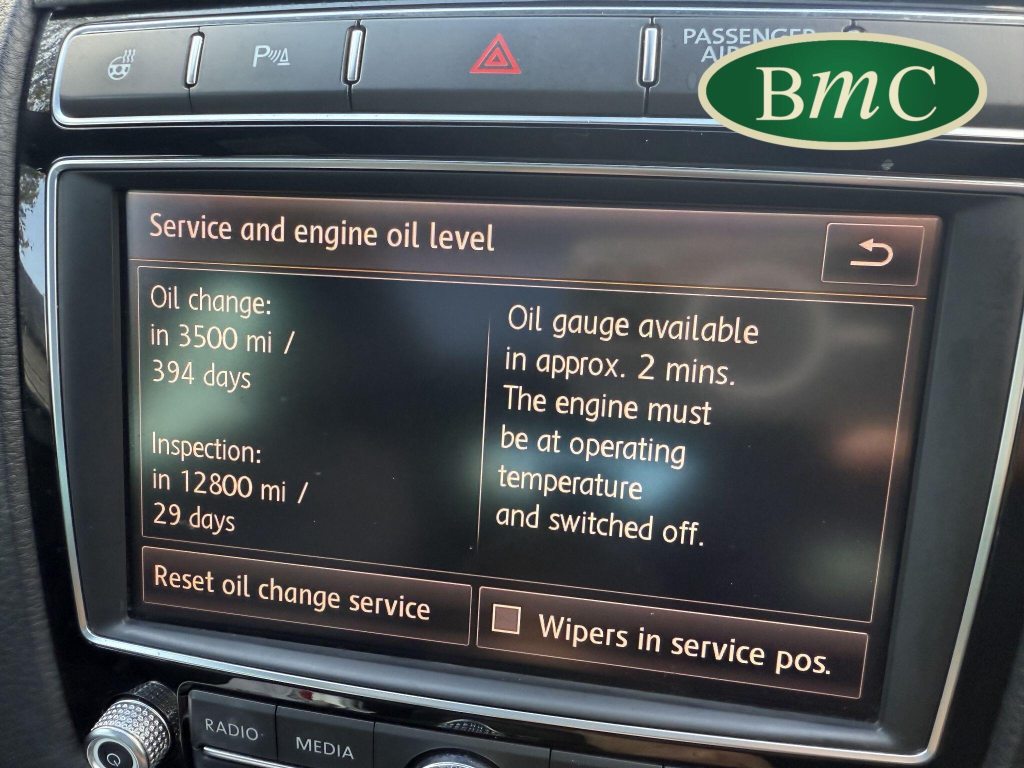 P
PASSENGER
BmC
Service and engine oil level
Oil change:
in 3500 mi /
394 days
Inspection:
in 12800 mi /
29 days
Oil gauge available
in approx. 2 mins.
The engine must
be at operating
temperature
and switched off.
Reset oil change service
Wipers in service pos.
RADIO
MEDIA